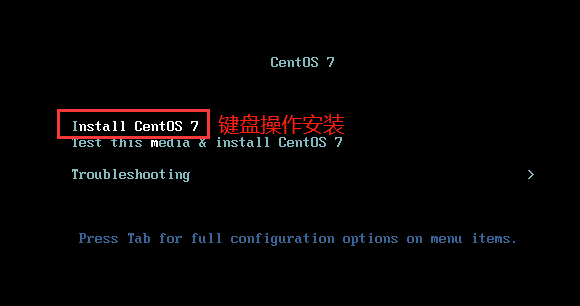 CentOS 7
Install CentOS 7 键盘操作安装
Test this media & install CentOS 7
Troubleshooting >
Press Tab for full configuration options on menu items.